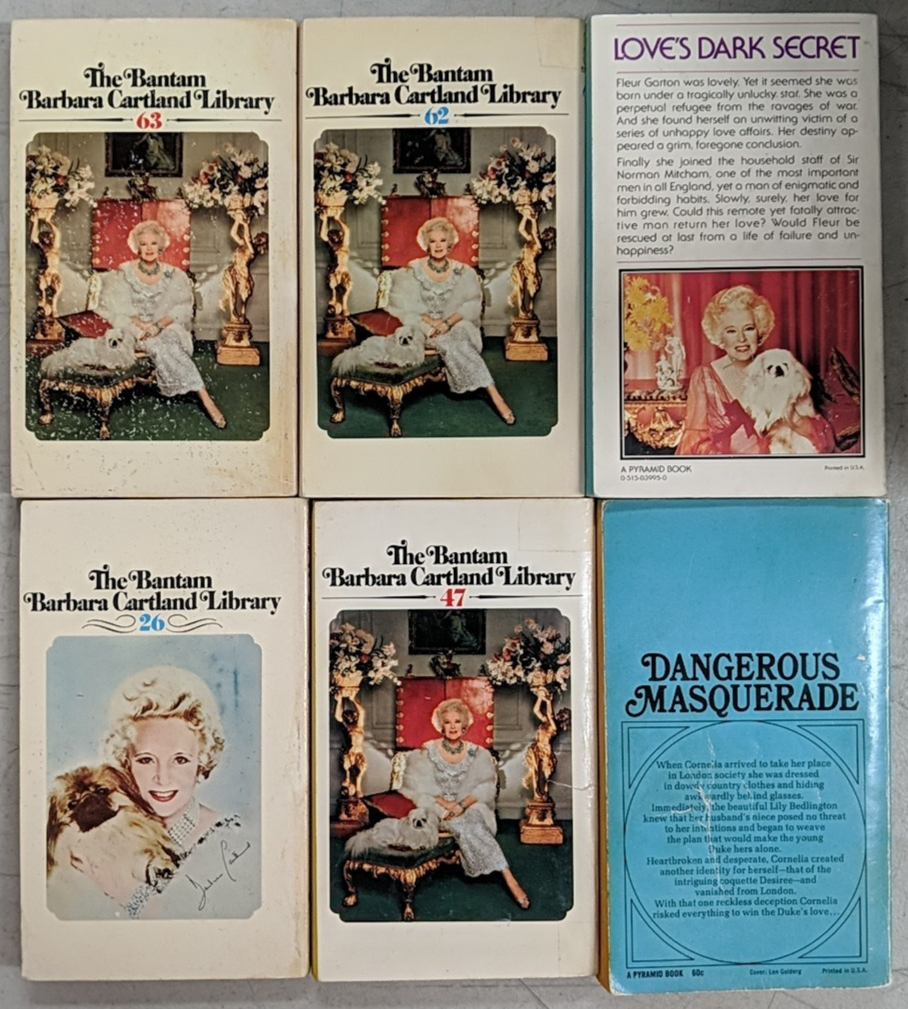 The Bantam
Barbara Cartland Library
63
The Bantam
Barbara Cartland Library
62
LOVE'S DARK SECRET
Fleur Garton was lovely. Yet it seemed she was
born under a tragically unlucky star. She was a
perpetual refugee from the ravages of war.
And she found herself an unwitting victim of a
series of unhappy love affairs. Her destiny ap-
peared a grim, foregone conclusion.
Finally she joined the household staff of Sir
Norman Mitcham, one of the most important
men in all England, yet a man of enigmatic and
forbidding habits. Slowly, surely, her love for
him grew. Could this remote yet fatally attrac-
tive man return her love? Would Fleur be
rescued at last from a life of failure and un-
happiness?
A PYRAMID BOOK
Printed in U.S.A.
0-515-03995-0
The Bantam
Barbara Cartland Library
26
Barbara Cartland
The Bantam
Barbara Cartland Library
47
DANGEROUS
MASQUERADE
When Cornelia arrived to take her place
in London society she was dressed
in dowdy country clothes and hiding
awkwardly behind glasses.
Immediately, the beautiful Lily Bedlington
knew that her husband's niece posed no threat
to her intentions and began to weave
the plan that would make the young
Duke hers alone.
Heartbroken and desperate, Cornelia created
another identity for herself—that of the
intriguing coquette Desiree—and
vanished from London.
With that one reckless deception Cornelia
risked everything to win the Duke's love...
A PYRAMID BOOK 60c
Cover: Len Goldberg
Printed in U.S.A.